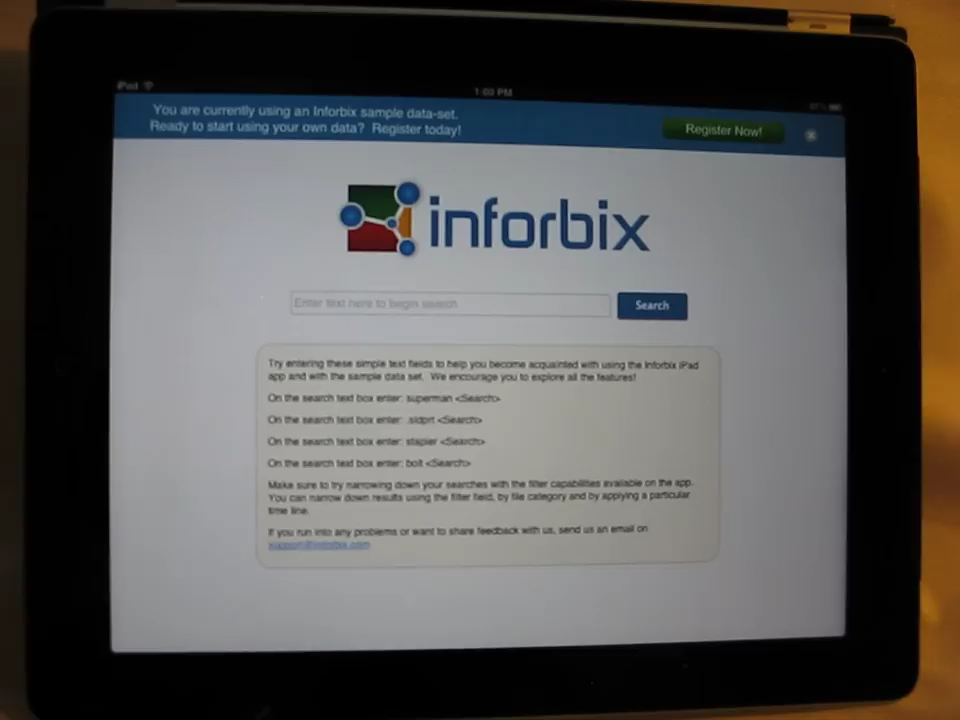 iPad
1:00 PM
You are currently using an Inforbix sample data-set.
Ready to start using your own data? Register today!
Register Now!
inforbix
Enter text here to begin search
Search
Try entering these simple text fields to help you become acquainted with using the Inforbix iPad
app and with the sample data set. We encourage you to explore all the features!
On the search text box enter: superman <Search>
On the search text box enter: .sldprt <Search>
On the search text box enter: stapler <Search>
On the search text box enter: bolt <Search>
Make sure to try narrowing down your searches with the filter capabilities available on the app.
You can narrow down results using the filter field, by file category and by applying a particular
time line.
If you run into any problems or want to share feedback with us, send us an email on